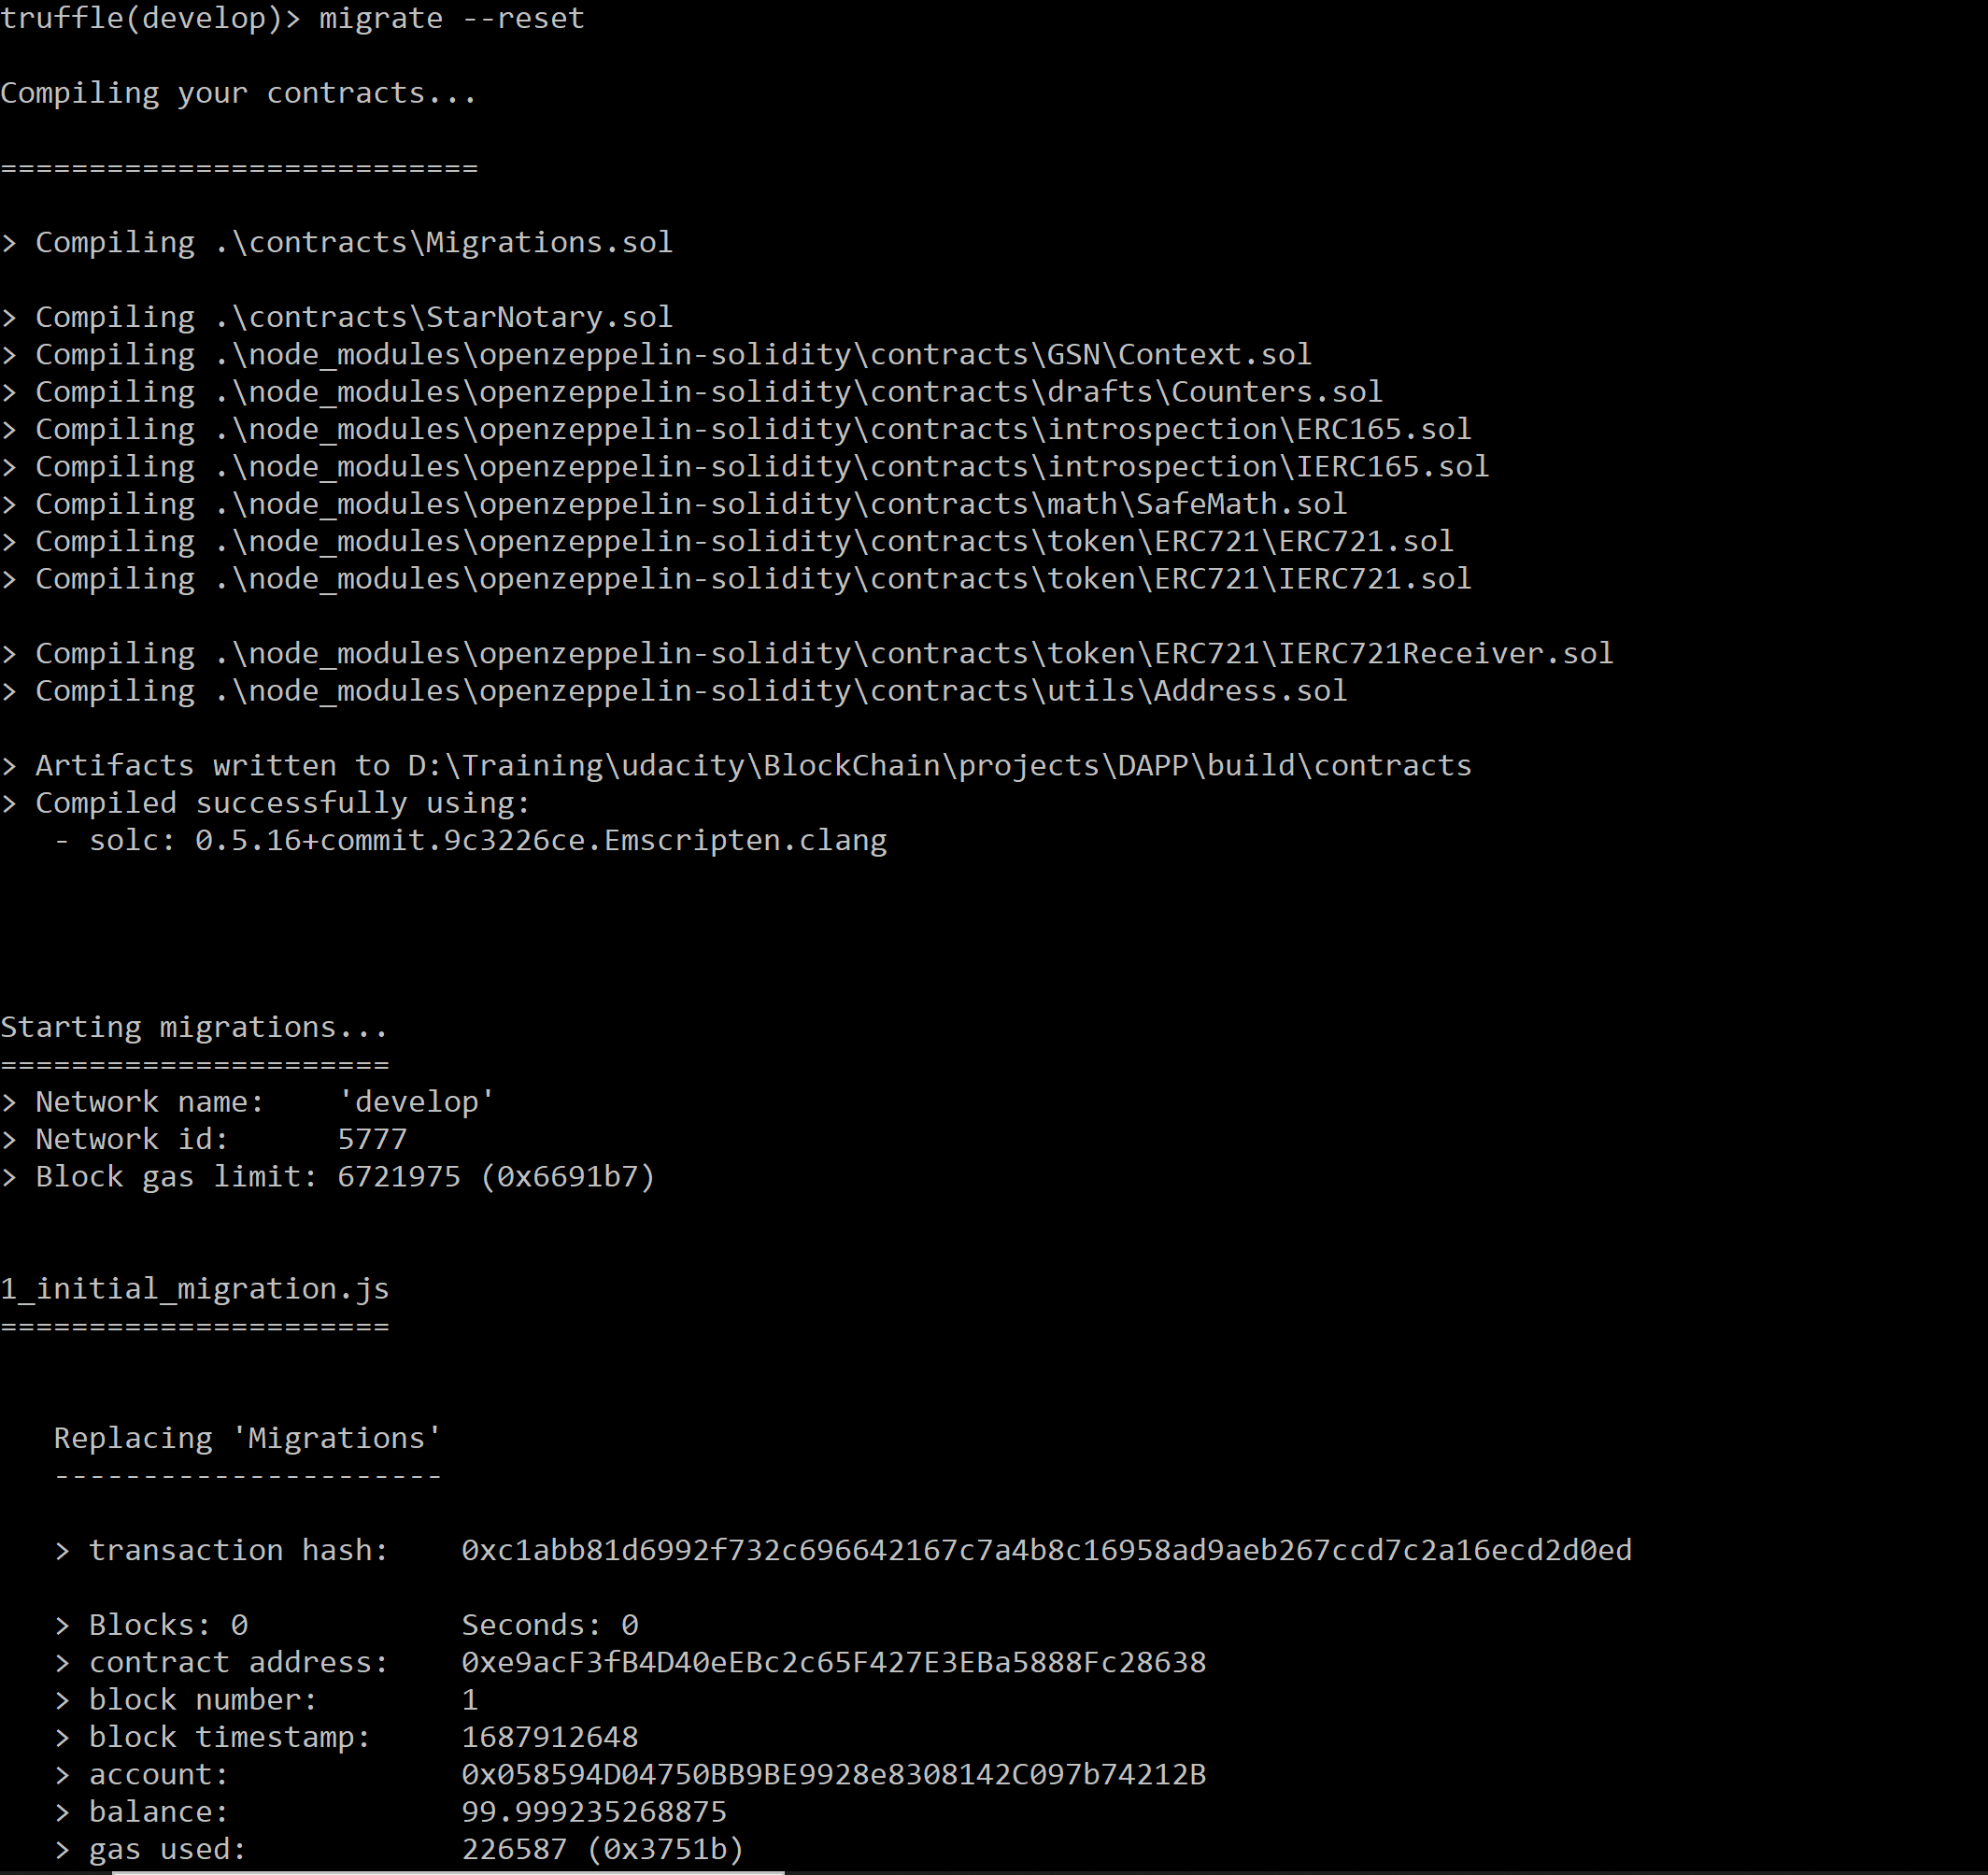 truffle(develop)> migrate --reset
Compiling your contracts...
===========================
> Compiling .\contracts\Migrations.sol
> Compiling .\contracts\StarNotary.sol
> Compiling .\node_modules\openzeppelin-solidity\contracts\GSN\Context.sol
> Compiling .\node_modules\openzeppelin-solidity\contracts\drafts\Counters.sol
> Compiling .\node_modules\openzeppelin-solidity\contracts\introspection\ERC165.sol
> Compiling .\node_modules\openzeppelin-solidity\contracts\introspection\IERC165.sol
> Compiling .\node_modules\openzeppelin-solidity\contracts\math\SafeMath.sol
> Compiling .\node_modules\openzeppelin-solidity\contracts\token\ERC721\ERC721.sol
> Compiling .\node_modules\openzeppelin-solidity\contracts\token\ERC721\IERC721.sol
> Compiling .\node_modules\openzeppelin-solidity\contracts\token\ERC721\IERC721Receiver.sol
> Compiling .\node_modules\openzeppelin-solidity\contracts\utils\Address.sol
> Artifacts written to D:\Training\udacity\BlockChain\projects\DAPP\build\contracts
> Compiled successfully using:
   - solc: 0.5.16+commit.9c3226ce.Emscripten.clang
Starting migrations...
======================
> Network name:    'develop'
> Network id:      5777
> Block gas limit: 6721975 (0x6691b7)
1_initial_migration.js
======================
   Replacing 'Migrations'
   ----------------------
   > transaction hash:    0xc1abb81d6992f732c696642167c7a4b8c16958ad9aeb267ccd7c2a16ecd2d0ed
   > Blocks: 0            Seconds: 0
   > contract address:    0xe9acF3fB4D40eEBc2c65F427E3EBa5888Fc28638
   > block number:        1
   > block timestamp:     1687912648
   > account:             0x058594D04750BB9BE9928e8308142C097b74212B
   > balance:             99.999235268875
   > gas used:            226587 (0x3751b)